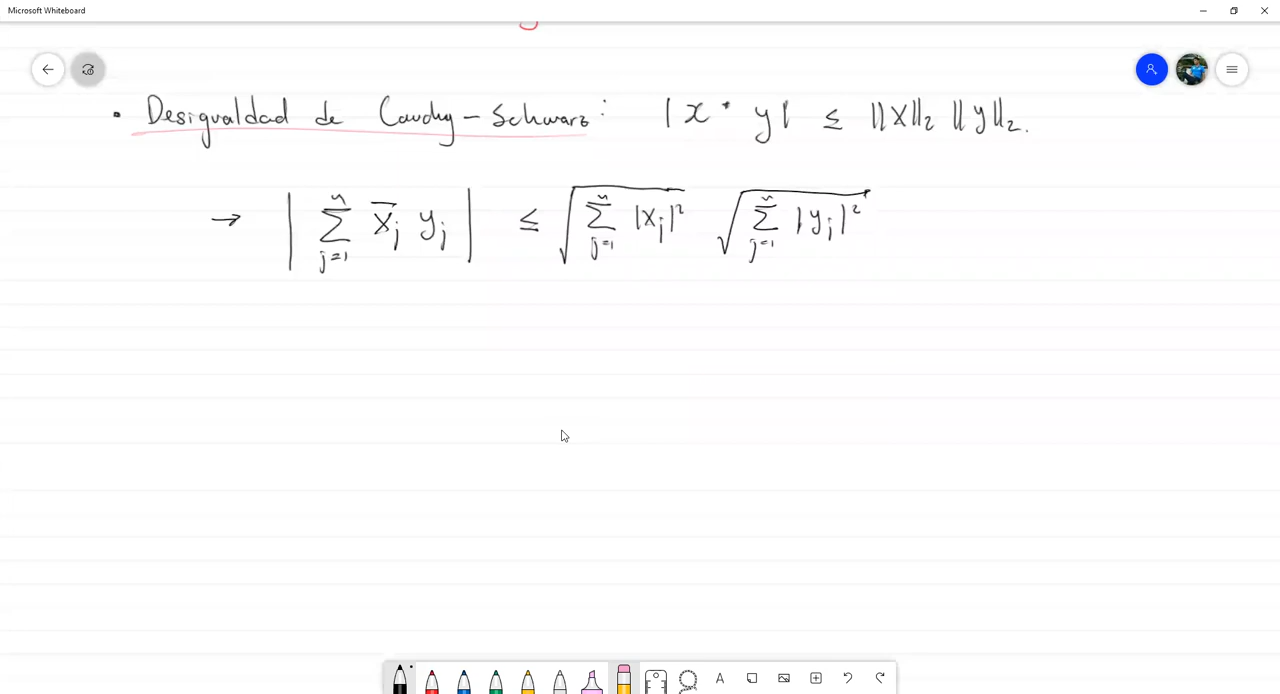 Microsoft Whiteboard
• Desigualdad de Cauchy-Schwarz: |x* y| ≤ ||x||₂ ||y||₂.
→ | ∑_{j=1}^{n} x̅_j y_j | ≤ √(∑_{j=1}^{n} |x_j|²) √(∑_{j=1}^{n} |y_j|²)